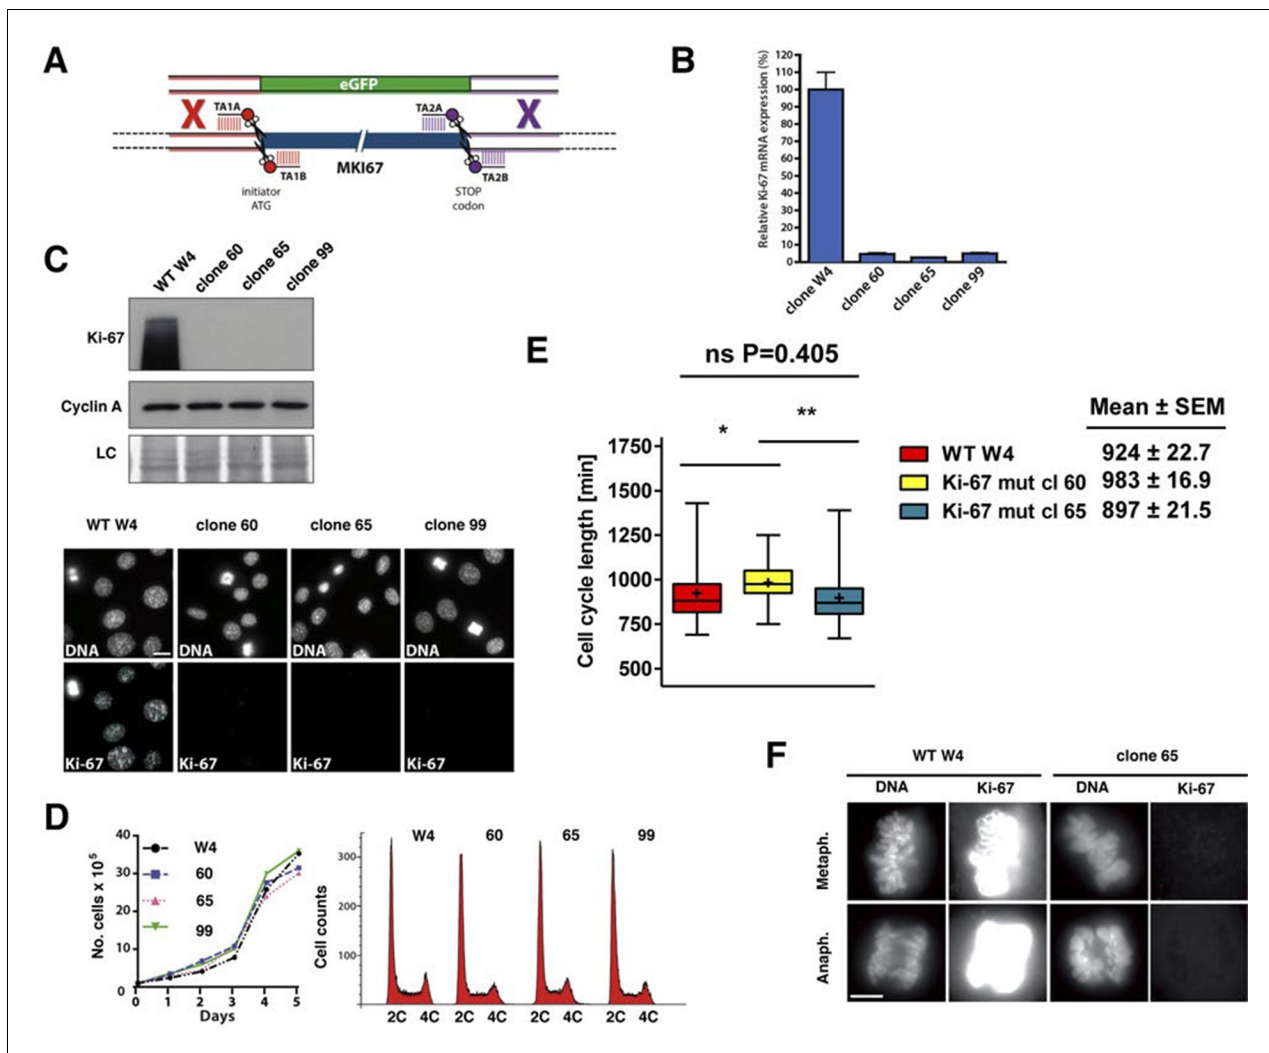 A
eGFP
X
X
TA1A
TA2A
MKI67
TA1B
TA2B
initiator
ATG
STOP
codon
B
Relative Ki-67 mRNA expression (%)
120
110
100
90
80
70
60
50
40
30
20
10
0
clone W4
clone 60
clone 65
clone 99
C
WT W4
clone 60
clone 65
clone 99
Ki-67
Cyclin A
LC
WT W4
clone 60
clone 65
clone 99
DNA
DNA
DNA
DNA
Ki-67
Ki-67
Ki-67
Ki-67
D
No. cells x 10⁵
40
30
20
10
0
0
1
2
3
4
5
Days
W4
60
65
99
Cell counts
300
200
100
W4
60
65
99
2C
4C
2C
4C
2C
4C
2C
4C
E
ns P=0.405
*
**
Cell cycle length [min]
1750
1500
1250
1000
750
500
Mean ± SEM
WT W4 924 ± 22.7
Ki-67 mut cl 60 983 ± 16.9
Ki-67 mut cl 65 897 ± 21.5
F
WT W4
clone 65
DNA
Ki-67
DNA
Ki-67
Metaph.
Anaph.